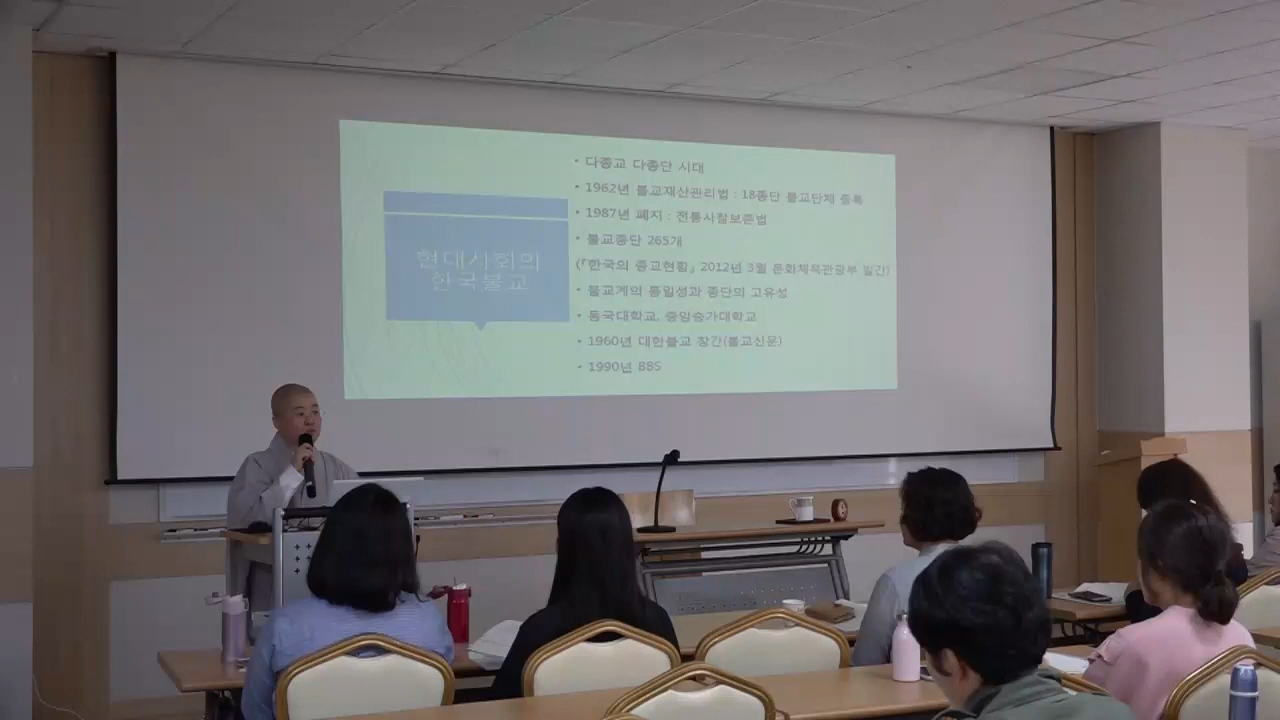 현대사회의
한국불교
• 다종교 다종단 시대
• 1962년 불교재산관리법 : 18종단 불교단체 등록
• 1987년 폐지 : 전통사찰보존법
• 불교종단 265개
(「한국의 종교현황」 2012년 3월 문화체육관광부 발간)
• 불교계의 통일성과 종단의 고유성
• 동국대학교, 중앙승가대학교
• 1960년 대한불교 창간(불교신문)
• 1990년 BBS